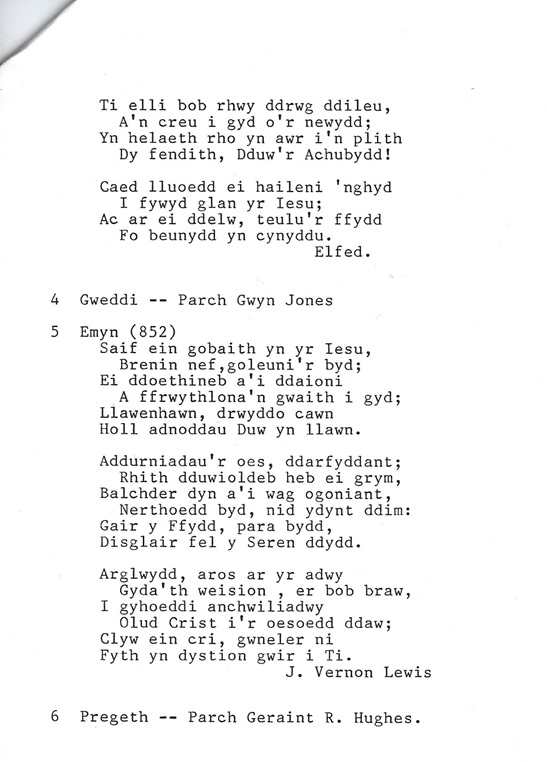 Ti elli bob rhwy ddrwg ddileu,
A'n creu i gyd o'r newydd;
Yn helaeth rho yn awr i'n plith
Dy fendith, Dduw'r Achubydd!

Caed lluoedd ei haileni 'nghyd
I fywyd glan yr Iesu;
Ac ar ei ddelw, teulu'r ffydd
Fo beunydd yn cynyddu.
Elfed.

4 Gweddi -- Parch Gwyn Jones

5 Emyn (852)
Saif ein gobaith yn yr Iesu,
Brenin nef,goleuni'r byd;
Ei ddoethineb a'i ddaioni
A ffrwythlona'n gwaith i gyd;
Llawenhawn, drwyddo cawn
Holl adnoddau Duw yn llawn.

Addurniadau'r oes, ddarfyddant;
Rhith dduwioldeb heb ei grym,
Balchder dyn a'i wag ogoniant,
Nerthoedd byd, nid ydynt ddim:
Gair y Ffydd, para bydd,
Disglair fel y Seren ddydd.

Arglwydd, aros ar yr adwy
Gyda'th weision , er bob braw,
I gyhoeddi anchwiliadwy
Olud Crist i'r oesoedd ddaw;
Clyw ein cri, gwneler ni
Fyth yn dystion gwir i Ti.
J. Vernon Lewis

6 Pregeth -- Parch Geraint R. Hughes.